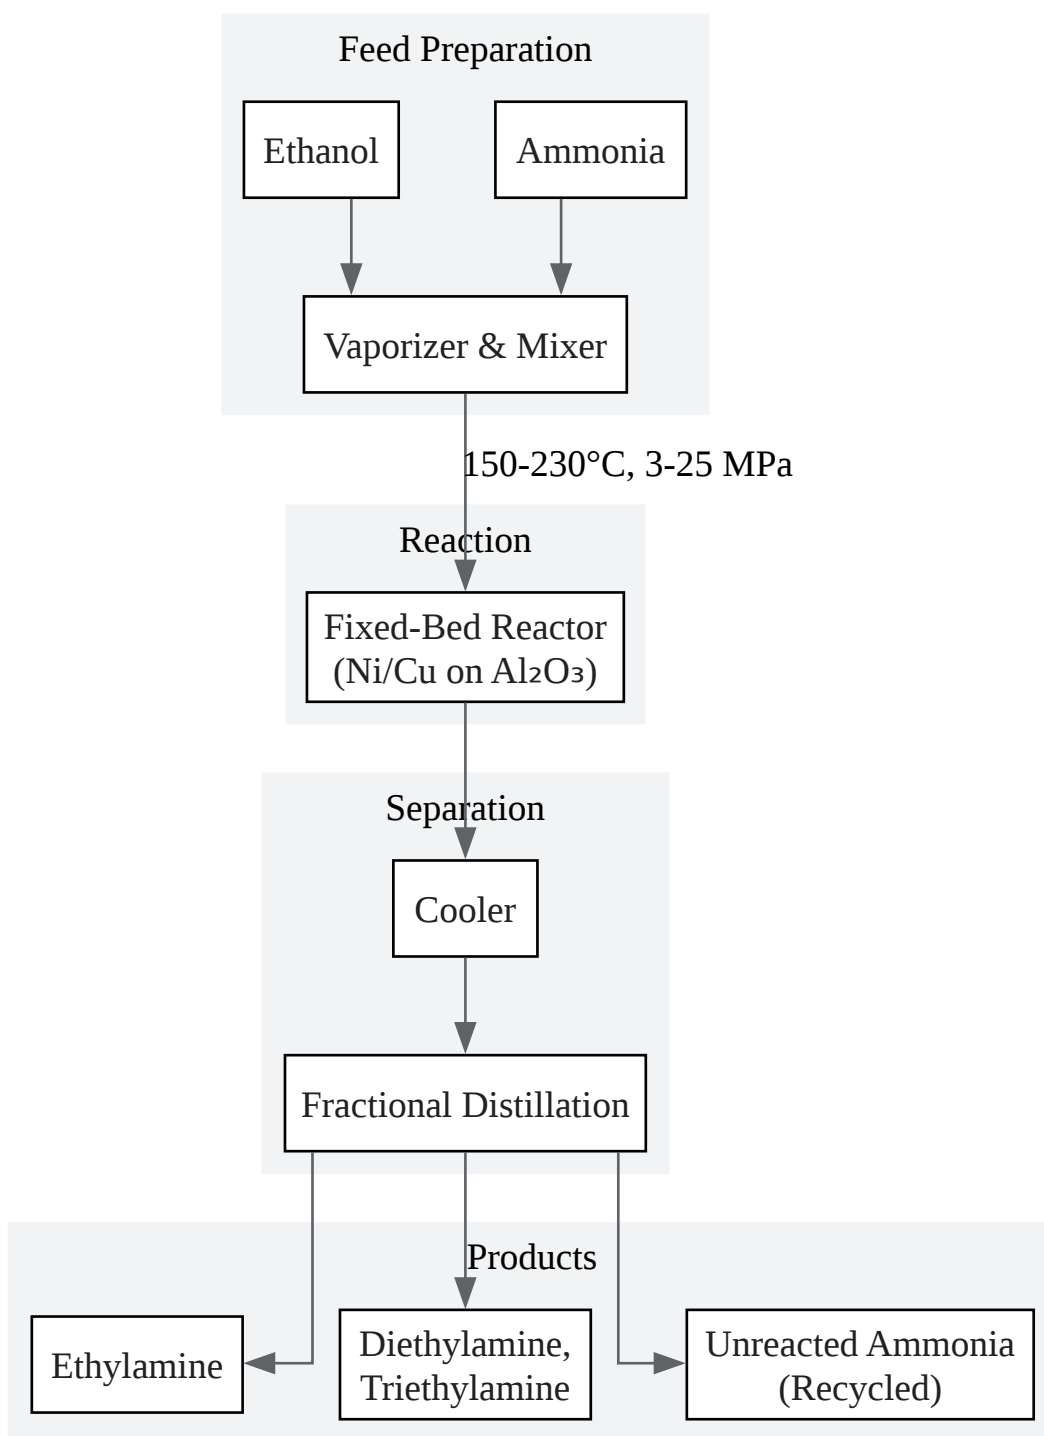 Feed Preparation
Ethanol
Ammonia
Vaporizer & Mixer
150-230°C, 3-25 MPa
Reaction
Fixed-Bed Reactor
(Ni/Cu on Al₂O₃)
Separation
Cooler
Fractional Distillation
Products
Ethylamine
Diethylamine,
Triethylamine
Unreacted Ammonia
(Recycled)